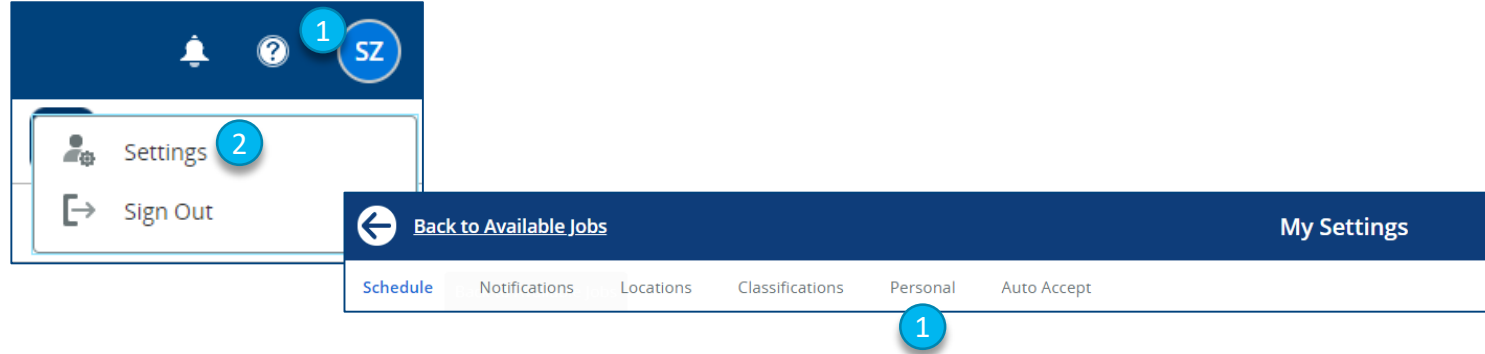 1
SZ
Settings 2
Sign Out
Back to Available Jobs
My Settings
Schedule Notifications Locations Classifications Personal Auto Accept
1